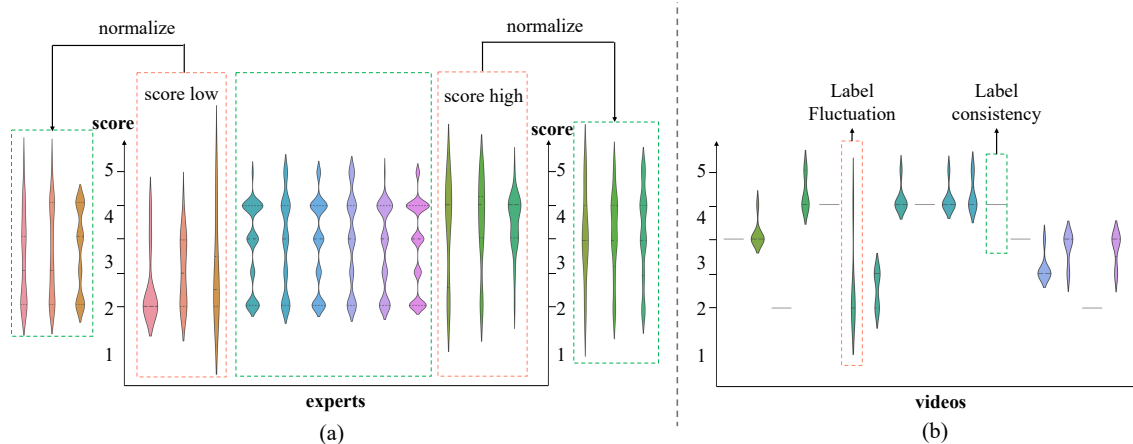 normalize
normalize
score low
score high
score
score
5
4
3
2
1
5
4
3
2
1
experts
(a)
Label
Fluctuation
Label
consistency
5
4
3
2
1
videos
(b)